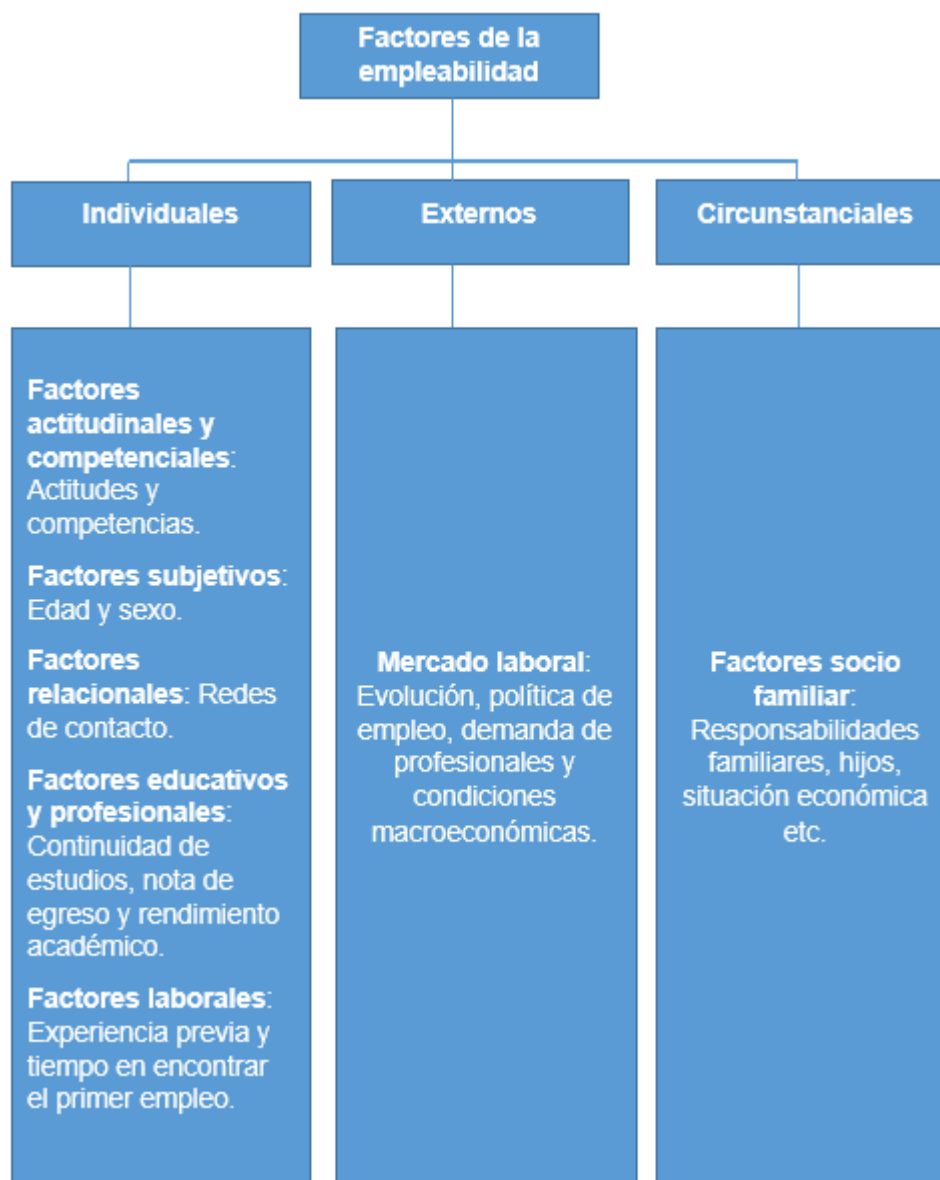 Factores de la
empleabilidad
Individuales
Externos
Circunstanciales
Factores
actitudinales y
competenciales:
Actitudes y
competencias.
Factores subjetivos:
Edad y sexo.
Factores
relacionales: Redes
de contacto.
Factores educativos
y profesionales:
Continuidad de
estudios, nota de
egreso y rendimiento
académico.
Factores laborales:
Experiencia previa y
tiempo en encontrar
el primer empleo.
Mercado laboral:
Evolución, política de
empleo, demanda de
profesionales y
condiciones
macroeconómicas.
Factores socio
familiar:
Responsabilidades
familiares, hijos,
situación económica
etc.